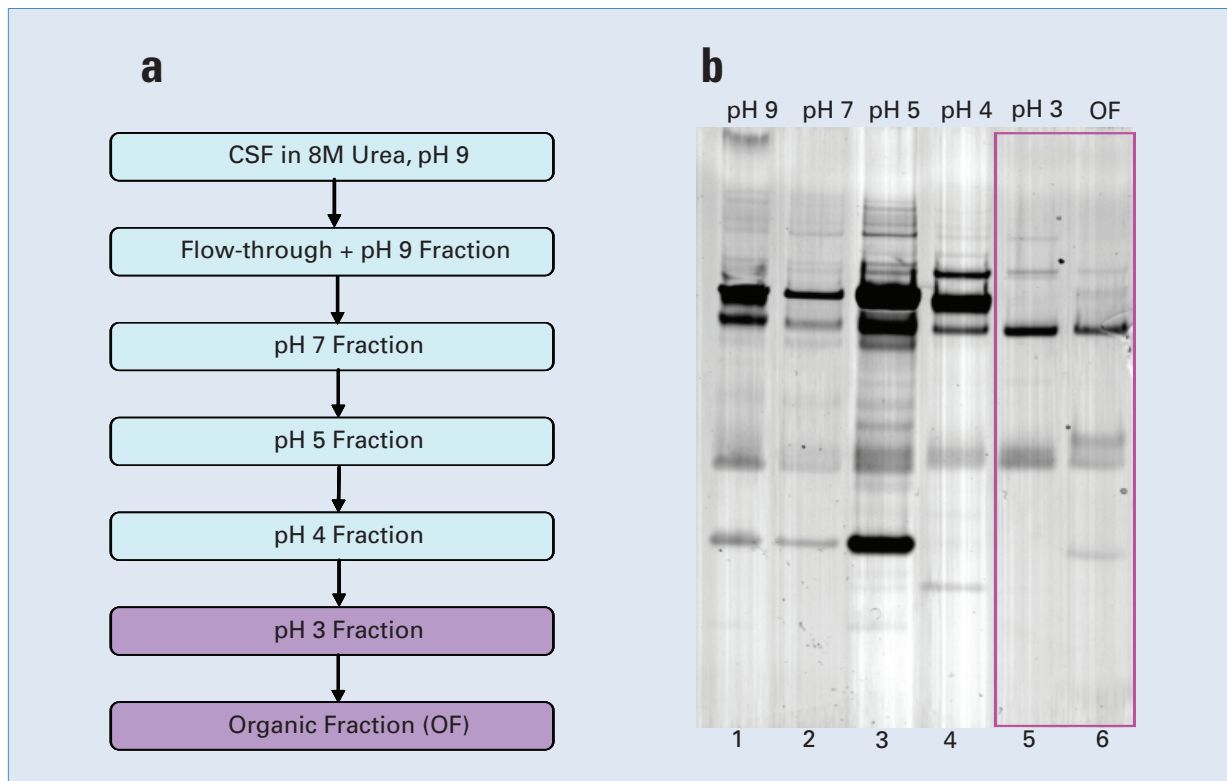 a
CSF in 8M Urea, pH 9
Flow-through + pH 9 Fraction
pH 7 Fraction
pH 5 Fraction
pH 4 Fraction
pH 3 Fraction
Organic Fraction (OF)
b
pH 9 pH 7 pH 5 pH 4 pH 3 OF
1 2 3 4 5 6